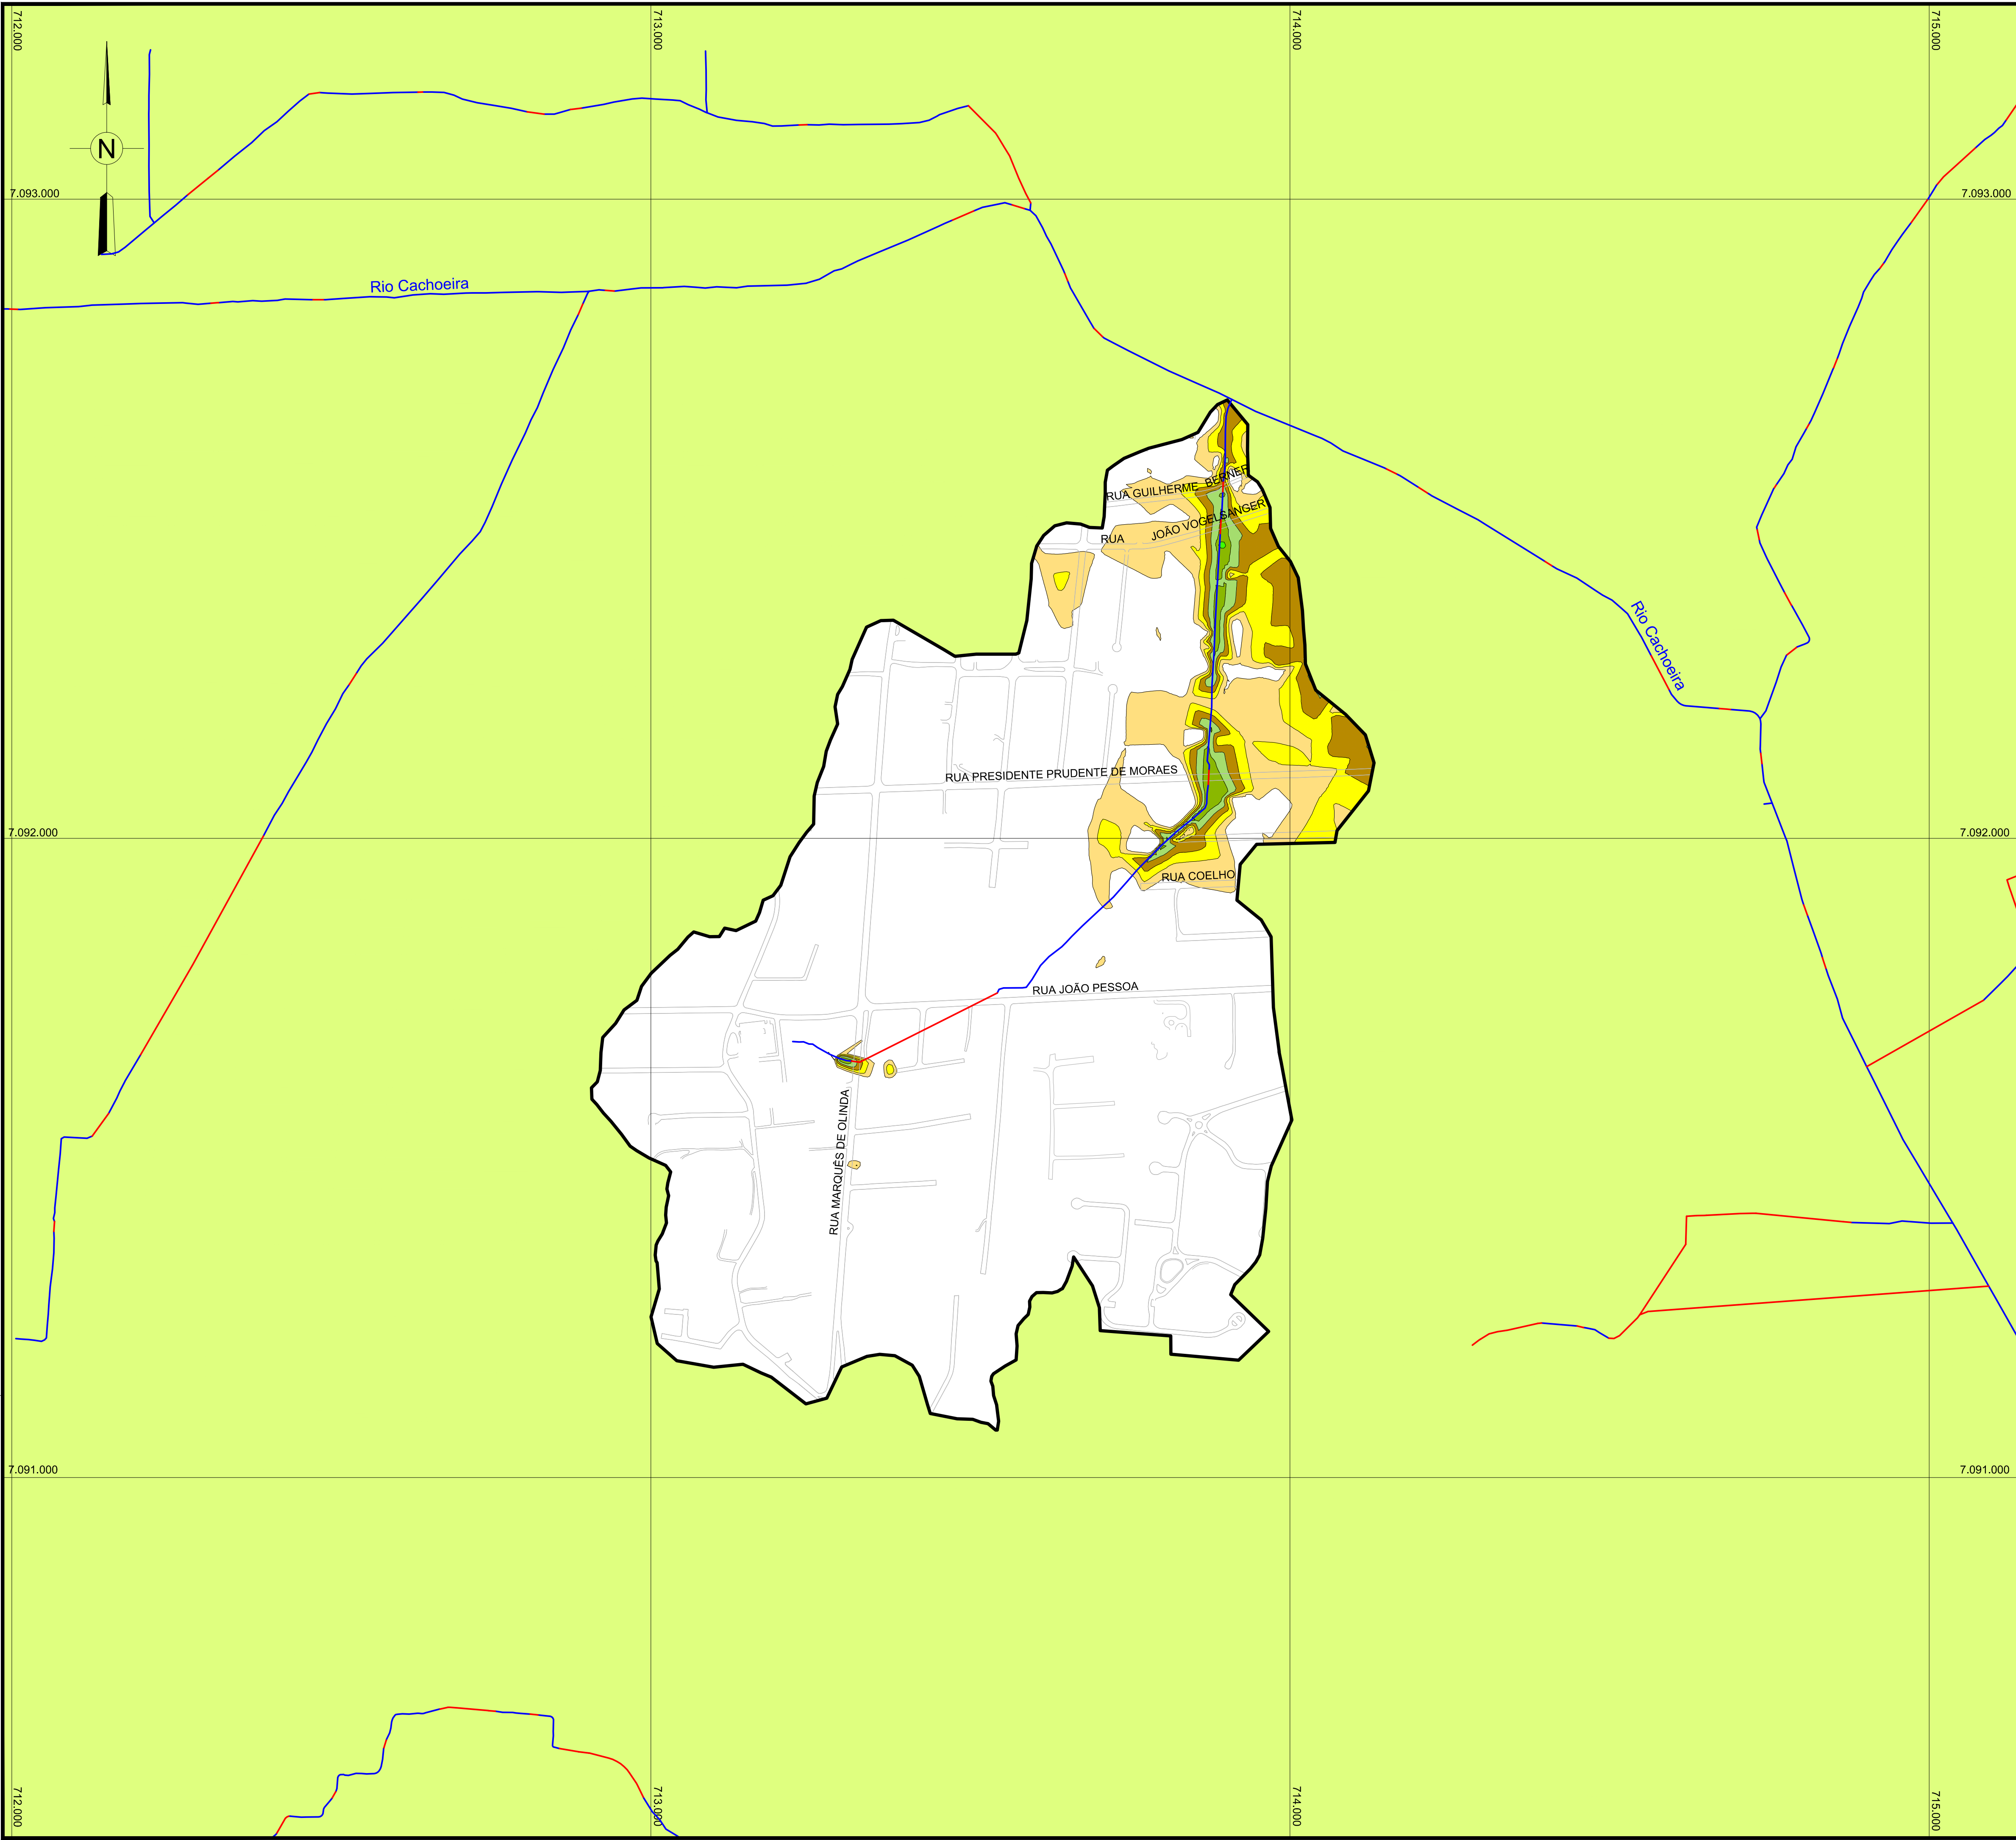 712.000
713.000
714.000
715.000
N
7.093.000
7.093.000
Rio Cachoeira
RUA GUILHERME BERNER
JOÃO VOGELSANGER
RUA
Rio Cachoeira
RUA PRESIDENTE PRUDENTE DE MORAES
7.092.000
7.092.000
RUA COELHO
RUA JOÃO PESSOA
RUA MARQUÊS DE OLINDA
7.091.000
7.091.000
712.000
713.000
714.000
715.000